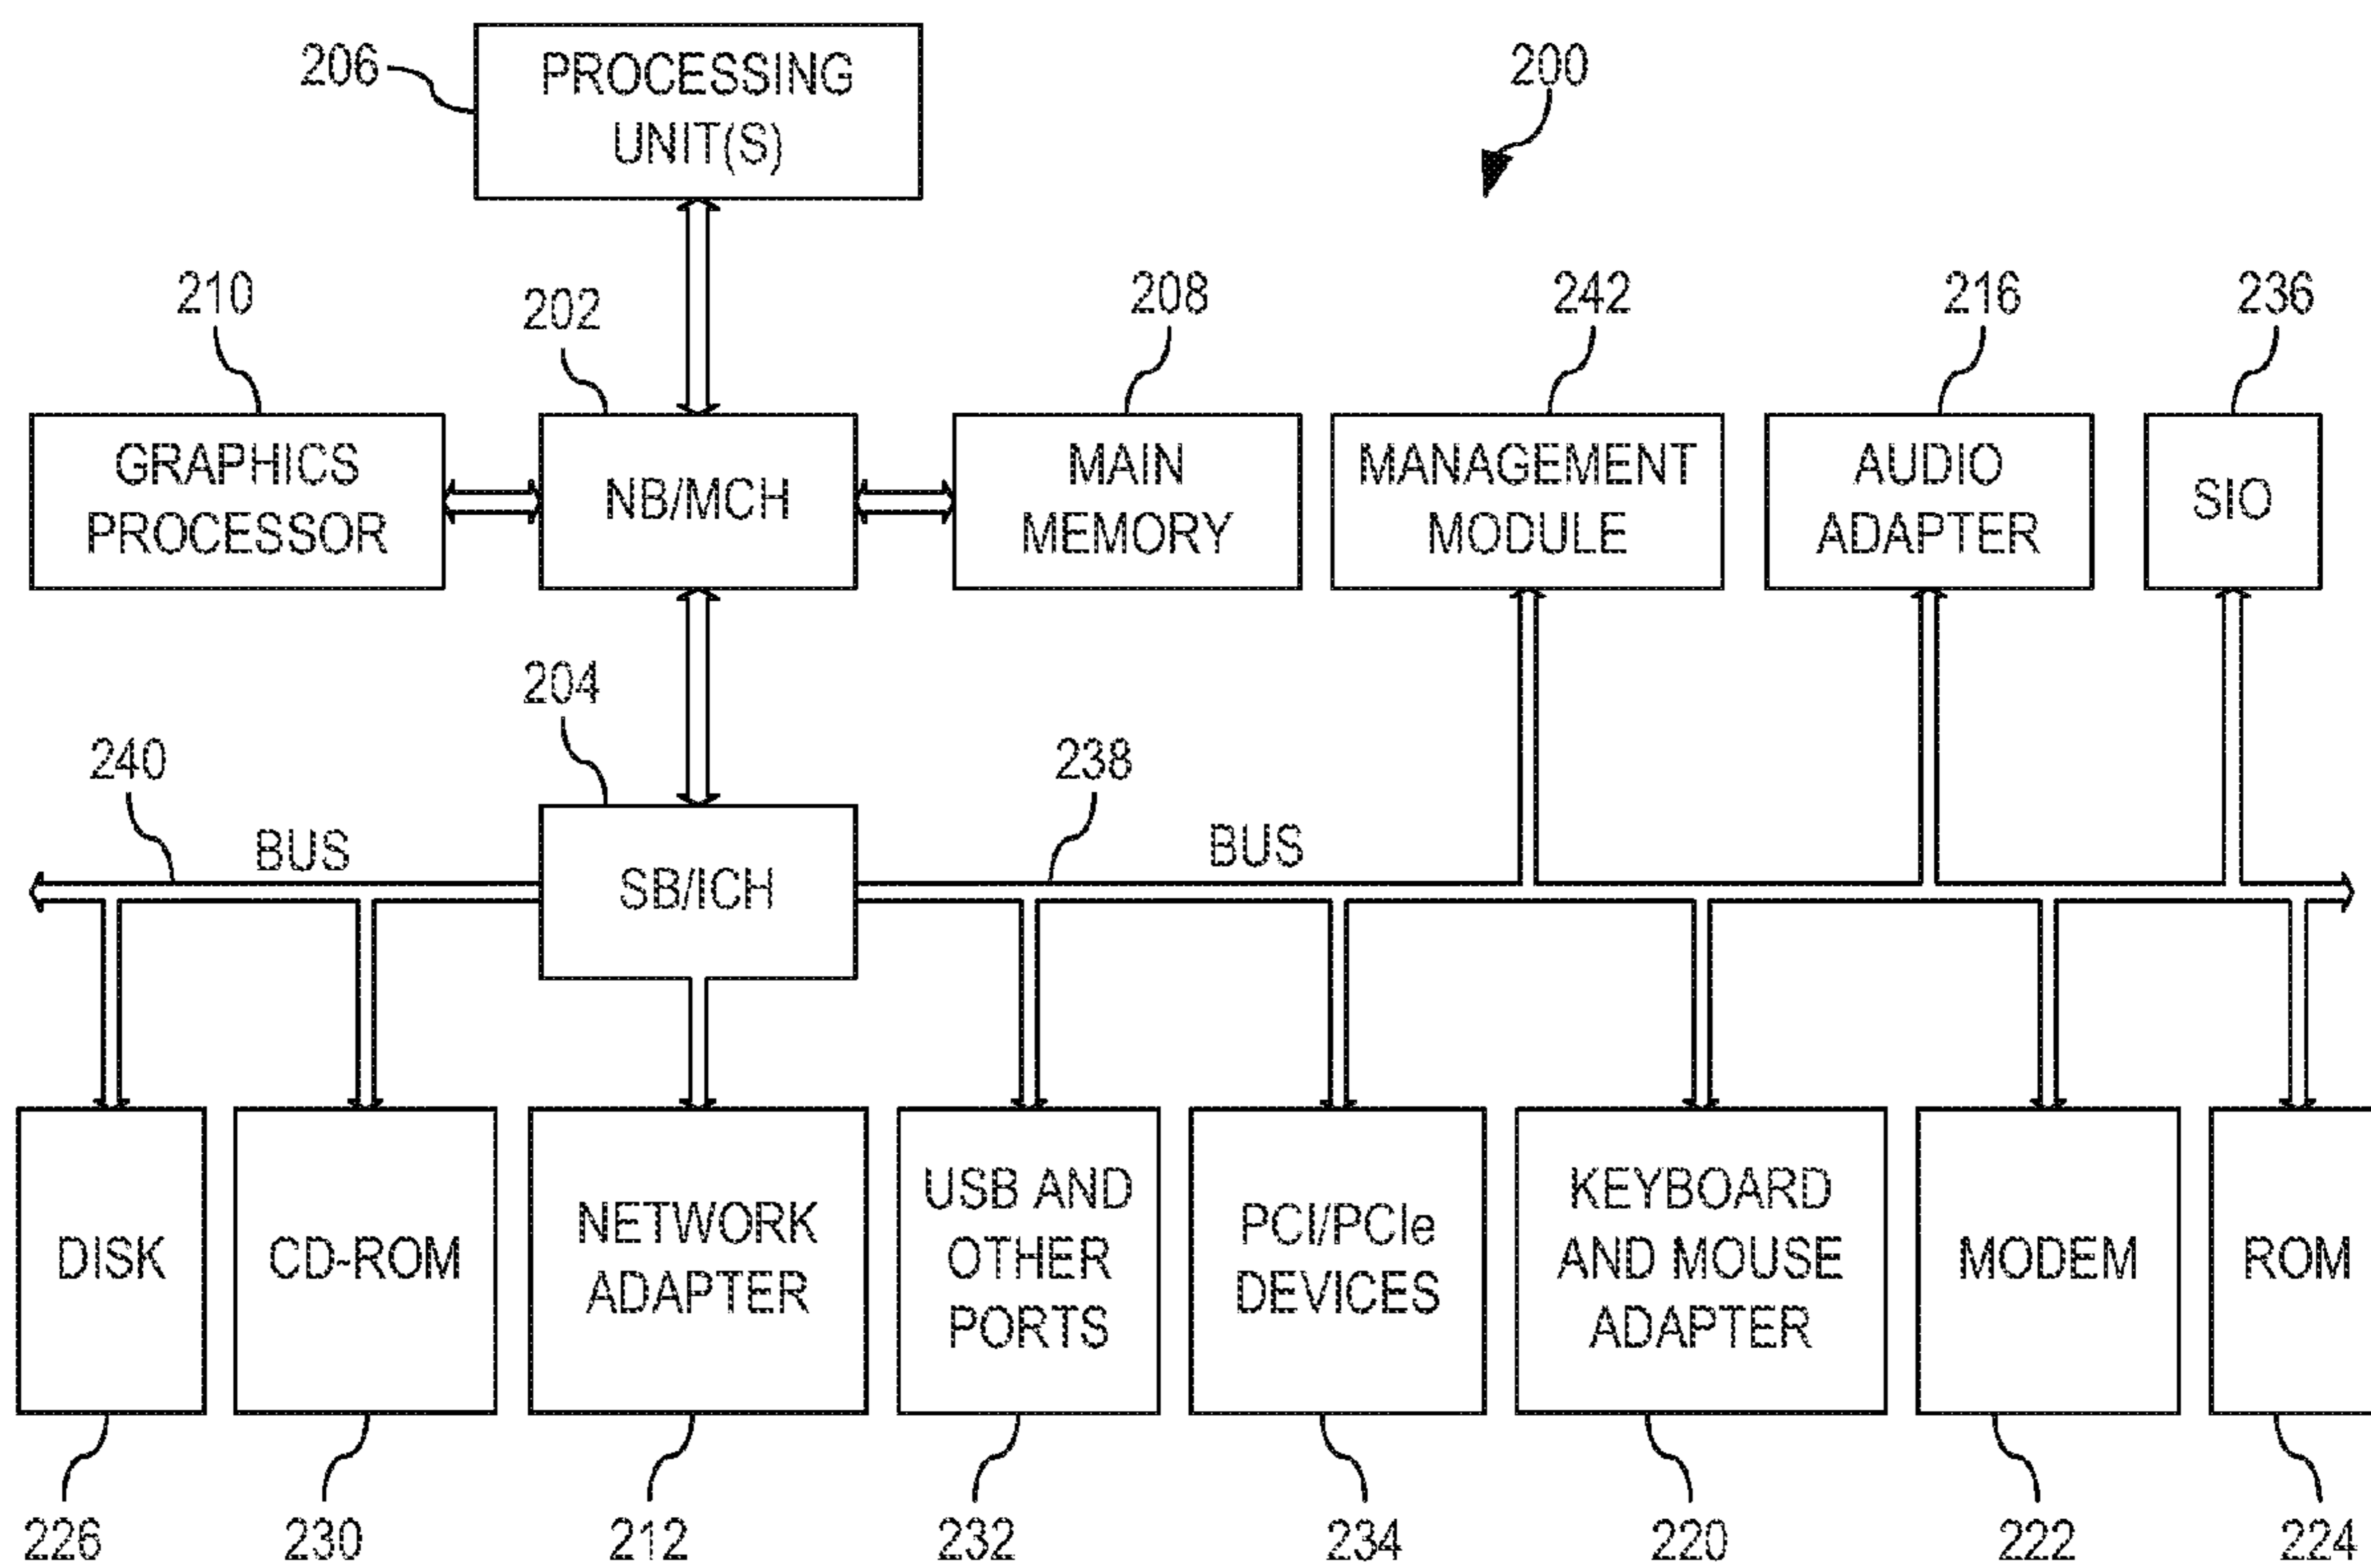 206
PROCESSING
UNIT(S)
200
210
202
208
242
216
236
GRAPHICS
PROCESSOR
NB/MCH
MAIN
MEMORY
MANAGEMENT
MODULE
AUDIO
ADAPTER
SIO
204
240
238
BUS
SB/ICH
BUS
DISK
CD-ROM
NETWORK
ADAPTER
USB AND
OTHER
PORTS
PCI/PCIe
DEVICES
KEYBOARD
AND MOUSE
ADAPTER
MODEM
ROM
226
230
212
232
234
220
222
224